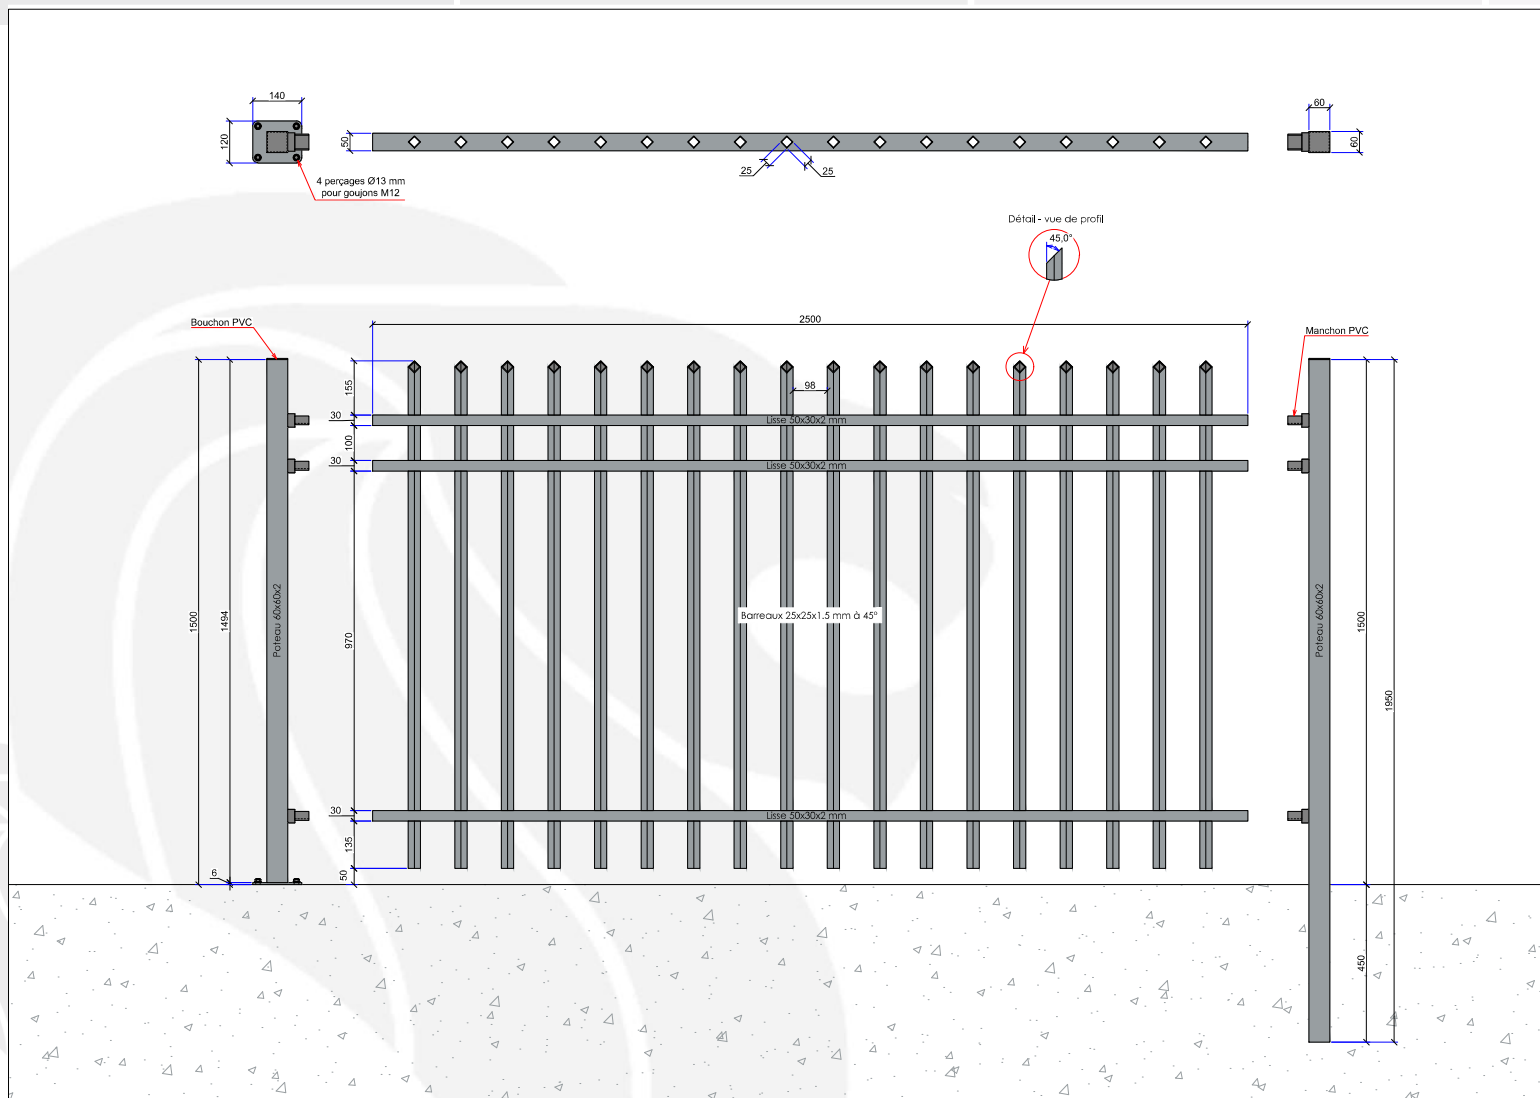 140
120
4 perçages Ø13 mm
pour goujons M12
50
25
25
60
60
Détail - vue de profil
45,0°
Bouchon PVC
2500
Manchon PVC
155
98
30
Lisse 50x30x2 mm
100
30
Lisse 50x30x2 mm
1500
1494
Poteau 60x60x2
970
Barreaux 25x25x1.5 mm à 45°
Poteau 60x60x2
1500
1950
30
Lisse 50x30x2 mm
135
6
50
450